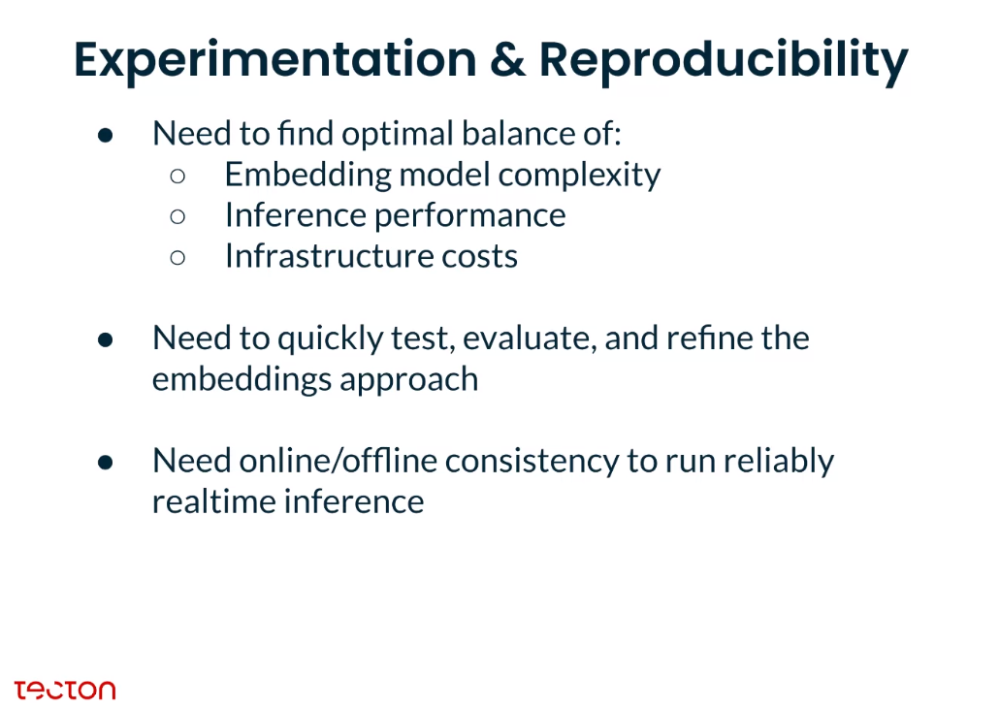 Experimentation & Reproducibility
● Need to find optimal balance of:
○ Embedding model complexity
○ Inference performance
○ Infrastructure costs
● Need to quickly test, evaluate, and refine the
embeddings approach
● Need online/offline consistency to run reliably
realtime inference
tecton